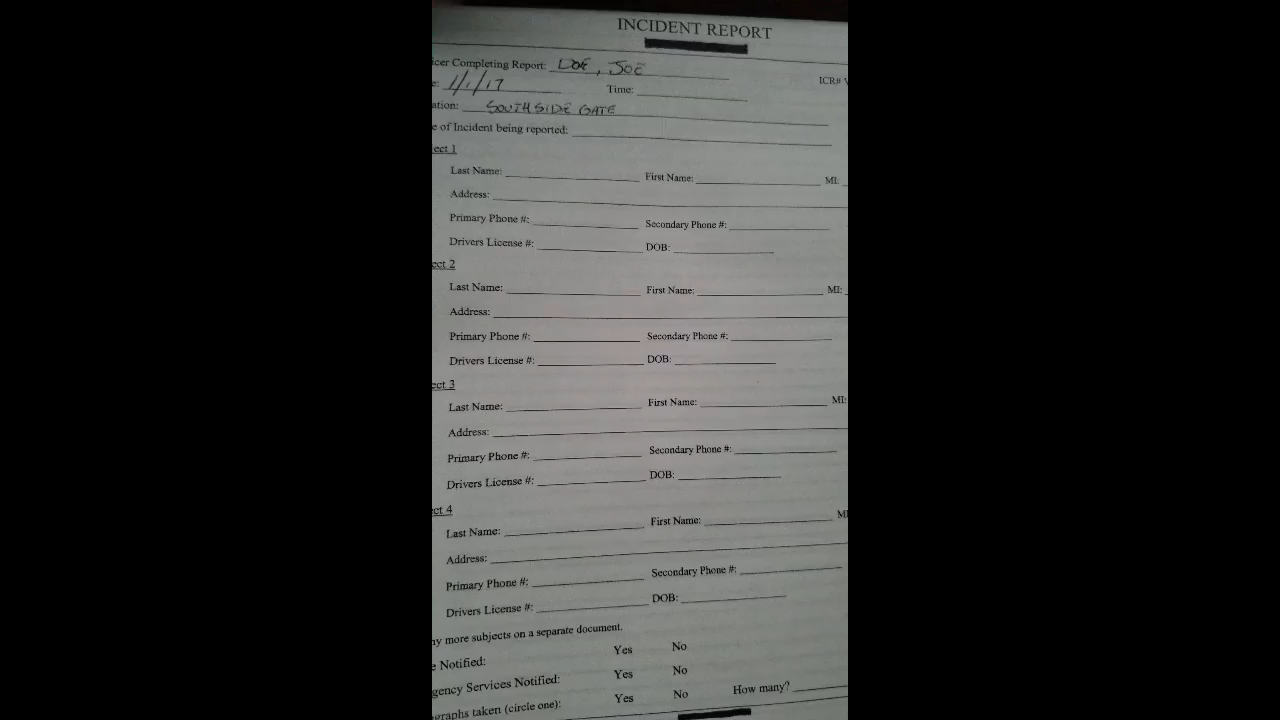 INCIDENT REPORT
icer Completing Report: DOE, JOE
ICR# V
e: 1/1/17 Time:
ation: SOUTHSIDE GATE
e of Incident being reported:
ect 1
Last Name: First Name: MI:
Address:
Primary Phone #: Secondary Phone #:
Drivers License #: DOB:
ect 2
Last Name: First Name: MI:
Address:
Primary Phone #: Secondary Phone #:
Drivers License #: DOB:
ect 3
Last Name: First Name: MI:
Address:
Primary Phone #: Secondary Phone #:
Drivers License #: DOB:
ct 4
Last Name: First Name: MI
Address:
Primary Phone #: Secondary Phone #:
Drivers License #: DOB:
ny more subjects on a separate document.
e Notified: Yes No
gency Services Notified: Yes No
graphs taken (circle one): Yes No How many?